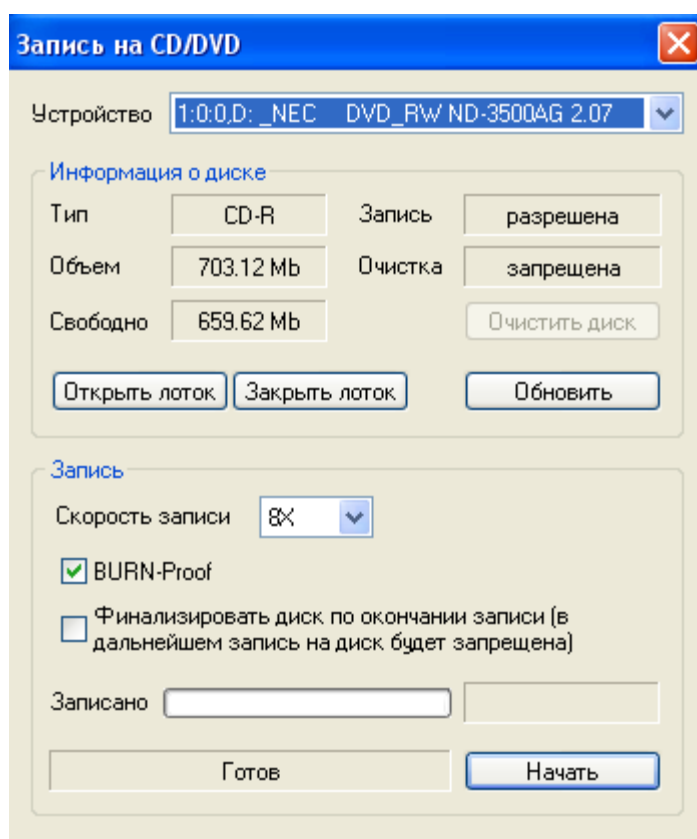 Запись на CD/DVD
Устройство 1:0:0,D: _NEC DVD_RW ND-3500AG 2.07
Информация о диске
Тип CD-R Запись разрешена
Объем 703.12 Mb Очистка запрещена
Свободно 659.62 Mb Очистить диск
Открыть лоток Закрыть лоток Обновить
Запись
Скорость записи 8X
BURN-Proof
Финализировать диск по окончании записи (в
дальнейшем запись на диск будет запрещена)
Записано
Готов Начать